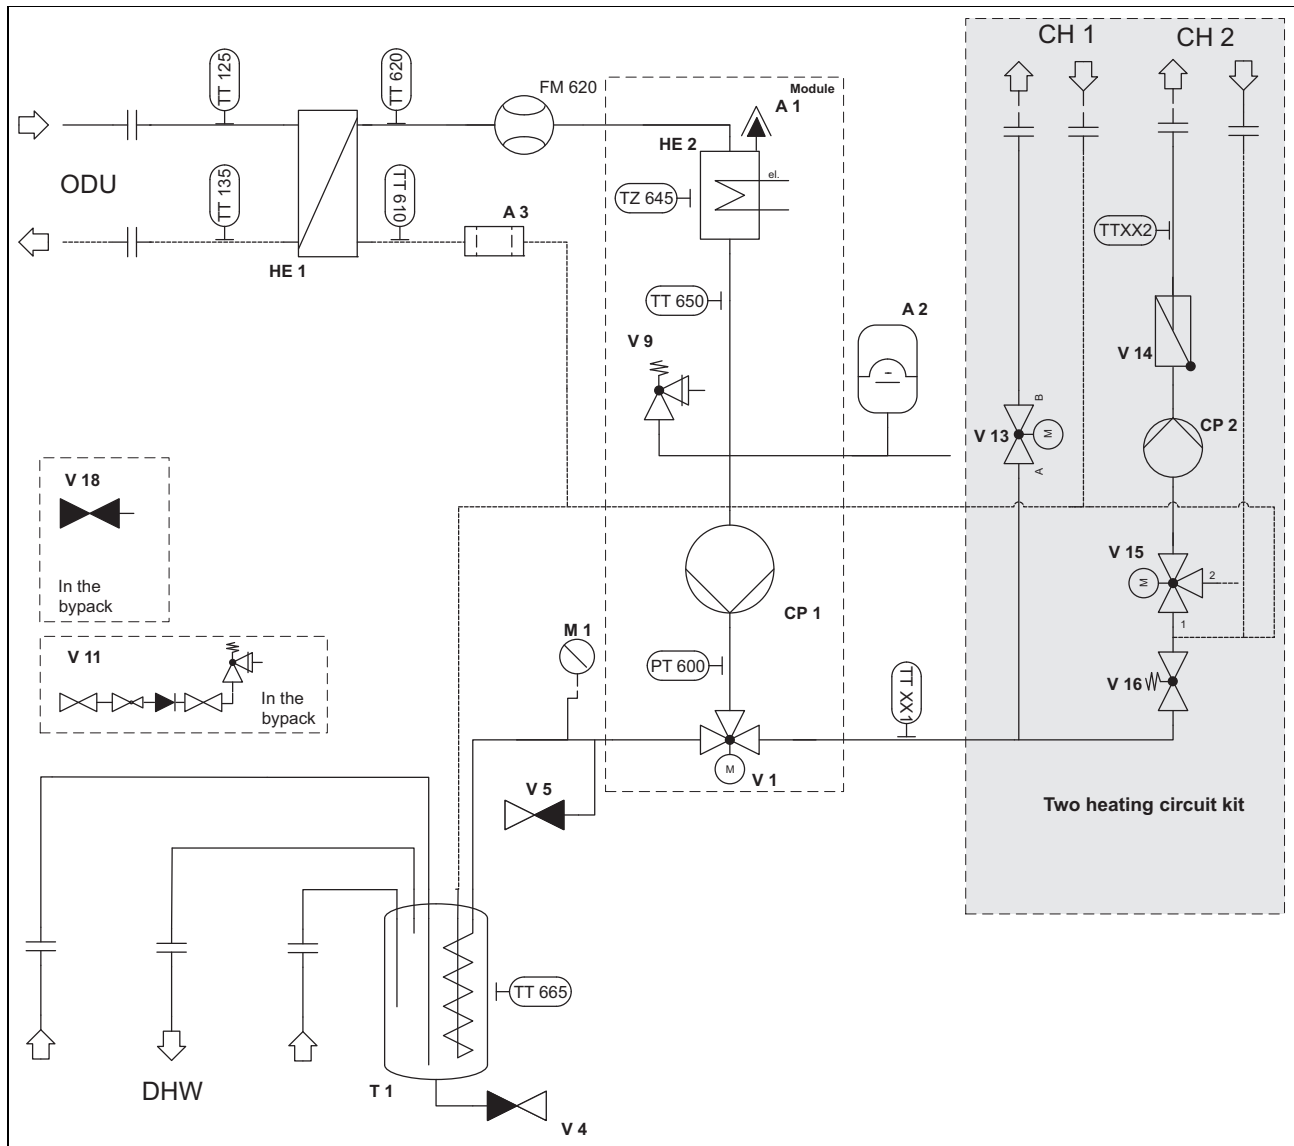 CH 1
CH 2
TT 125
TT 620
FM 620
Module
A 1
HE 2
el.
ODU
TT 135
TT 610
A 3
TZ 645
HE 1
TTXX2
TT 650
A 2
V 9
V 14
B
V 13
M
CP 2
A
V 18
In the
bypack
V 15
M
2
1
CP 1
M 1
V 11
In the
bypack
PT 600
TT XX1
V 16
M
V 1
V 5
Two heating circuit kit
TT 665
DHW
T 1
V 4